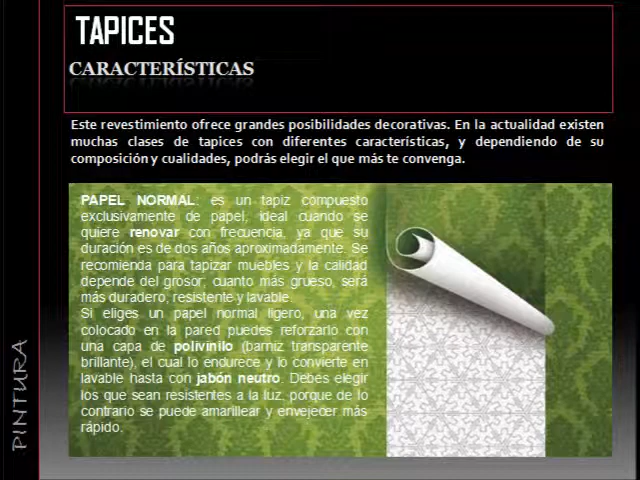 TAPICES
CARACTERÍSTICAS
Este revestimiento ofrece grandes posibilidades decorativas. En la actualidad existen
muchas clases de tapices con diferentes características, y dependiendo de su
composición y cualidades, podrás elegir el que más te convenga.
PAPEL NORMAL: es un tapiz compuesto
exclusivamente de papel, ideal cuando se
quiere renovar con frecuencia, ya que su
duración es de dos años aproximadamente. Se
recomienda para tapizar muebles y la calidad
depende del grosor; cuanto más grueso, será
más duradero, resistente y lavable.
Si eliges un papel normal ligero, una vez
colocado en la pared puedes reforzarlo con
una capa de polivinilo (barniz transparente
brillante), el cual lo endurece y lo convierte en
lavable hasta con jabón neutro. Debes elegir
los que sean resistentes a la luz, porque de lo
contrario se puede amarillear y envejecer más
rápido.
PINTURA